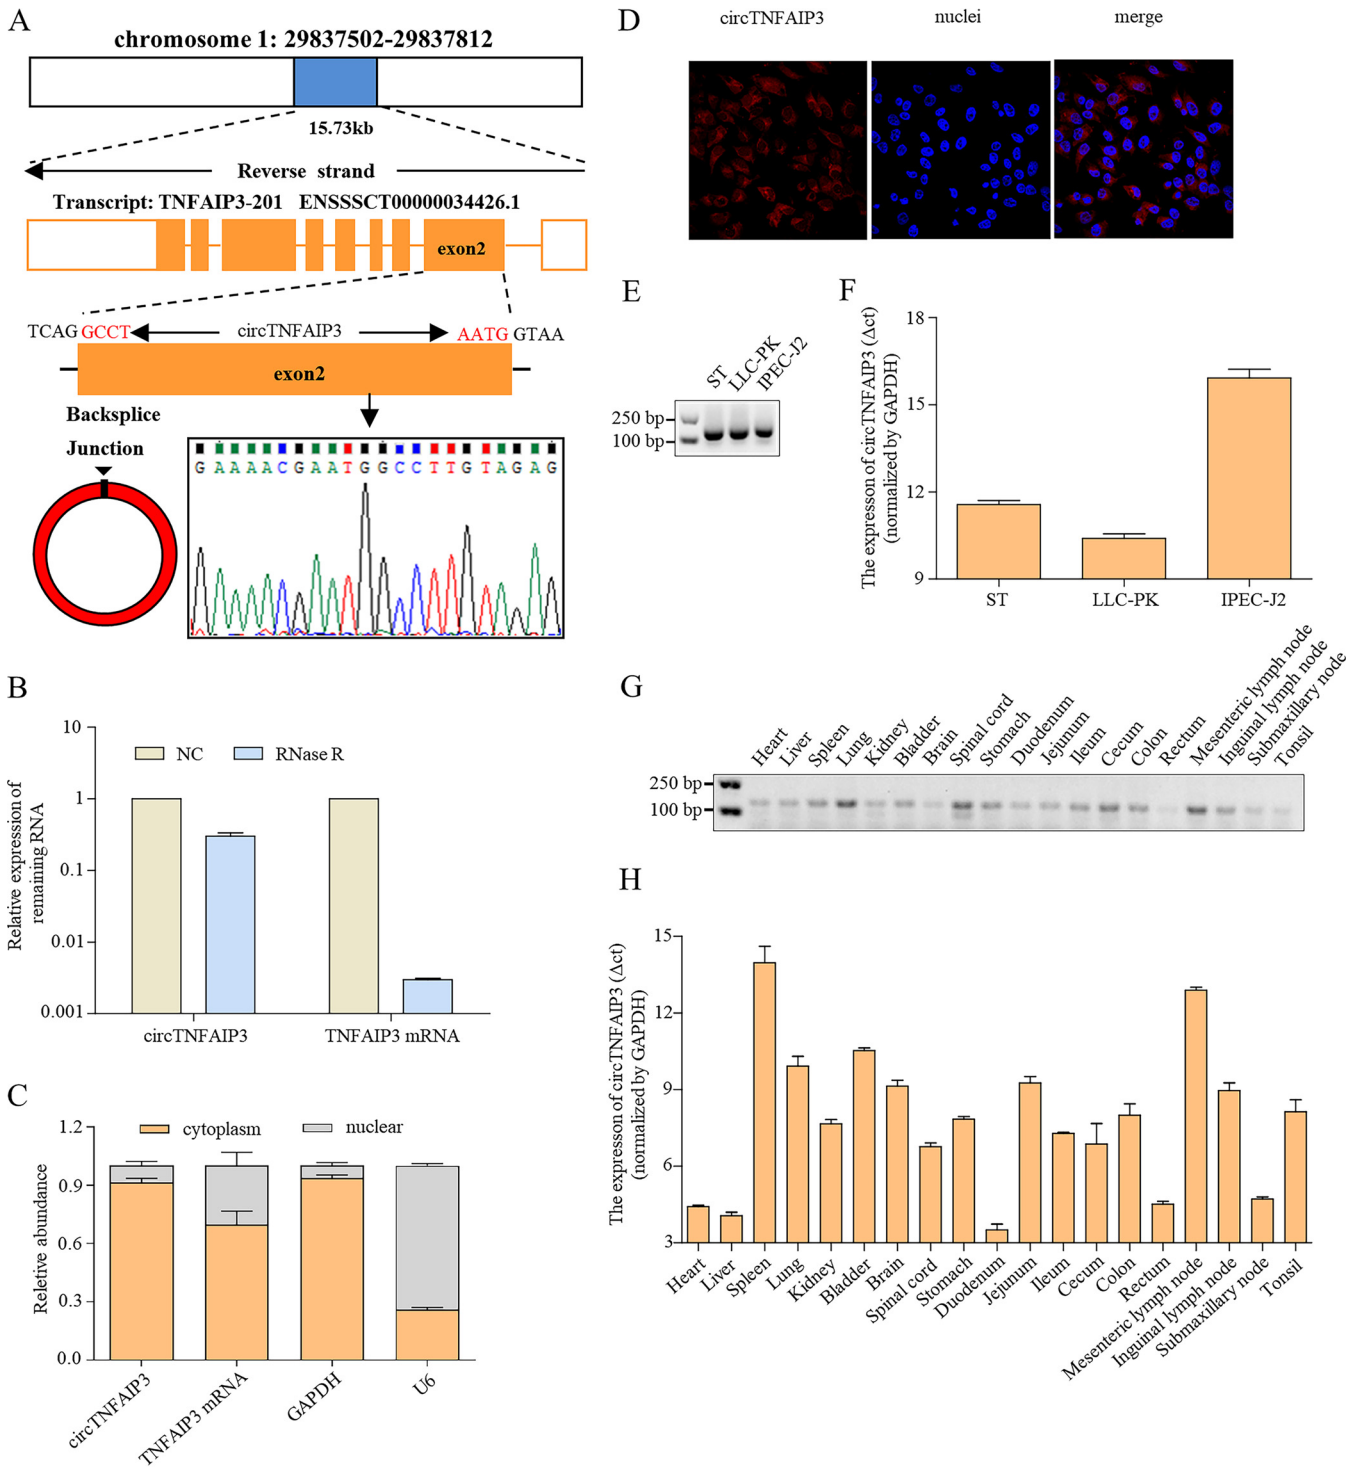 A
chromosome 1: 29837502-29837812
15.73kb
Reverse strand
Transcript: TNFAIP3-201 ENSSSCT00000034426.1
exon2
TCAG GCCT circTNFAIP3 AATG GTAA
exon2
Backsplice
Junction
G A A A A C G A A T G G C C T T G T A G A G
B
10
1
0.1
0.01
0.001
Relative expression of
remaining RNA
NC
RNase R
circTNFAIP3
TNFAIP3 mRNA
C
1.2
0.9
0.6
0.3
0.0
Reletive abundance
cytoplasm
nuclear
circTNFAIP3
TNFAIP3 mRNA
GAPDH
U6
D
circTNFAIP3
nuclei
merge
E
ST
LLC-PK
IPEC-J2
250 bp
100 bp
F
18
15
12
9
The expresson of circTNFAIP3 (Δct)
(normalized by GAPDH)
ST
LLC-PK
IPEC-J2
G
Heart
Liver
Spleen
Lung
Kidney
Bladder
Brain
Spinal cord
Stomach
Duodenum
Jejunum
Ileum
Cecum
Colon
Rectum
Mesenteric lymph node
Inguinal lymph node
Submaxillary node
Tonsil
250 bp
100 bp
H
15
12
9
6
3
The expresson of circTNFAIP3 (Δct)
(normalized by GAPDH)
Heart
Liver
Spleen
Lung
Kidney
Bladder
Brain
Spinal cord
Stomach
Duodenum
Jejunum
Ileum
Cecum
Colon
Rectum
Mesenteric lymph node
Inguinal lymph node
Submaxillary node
Tonsil